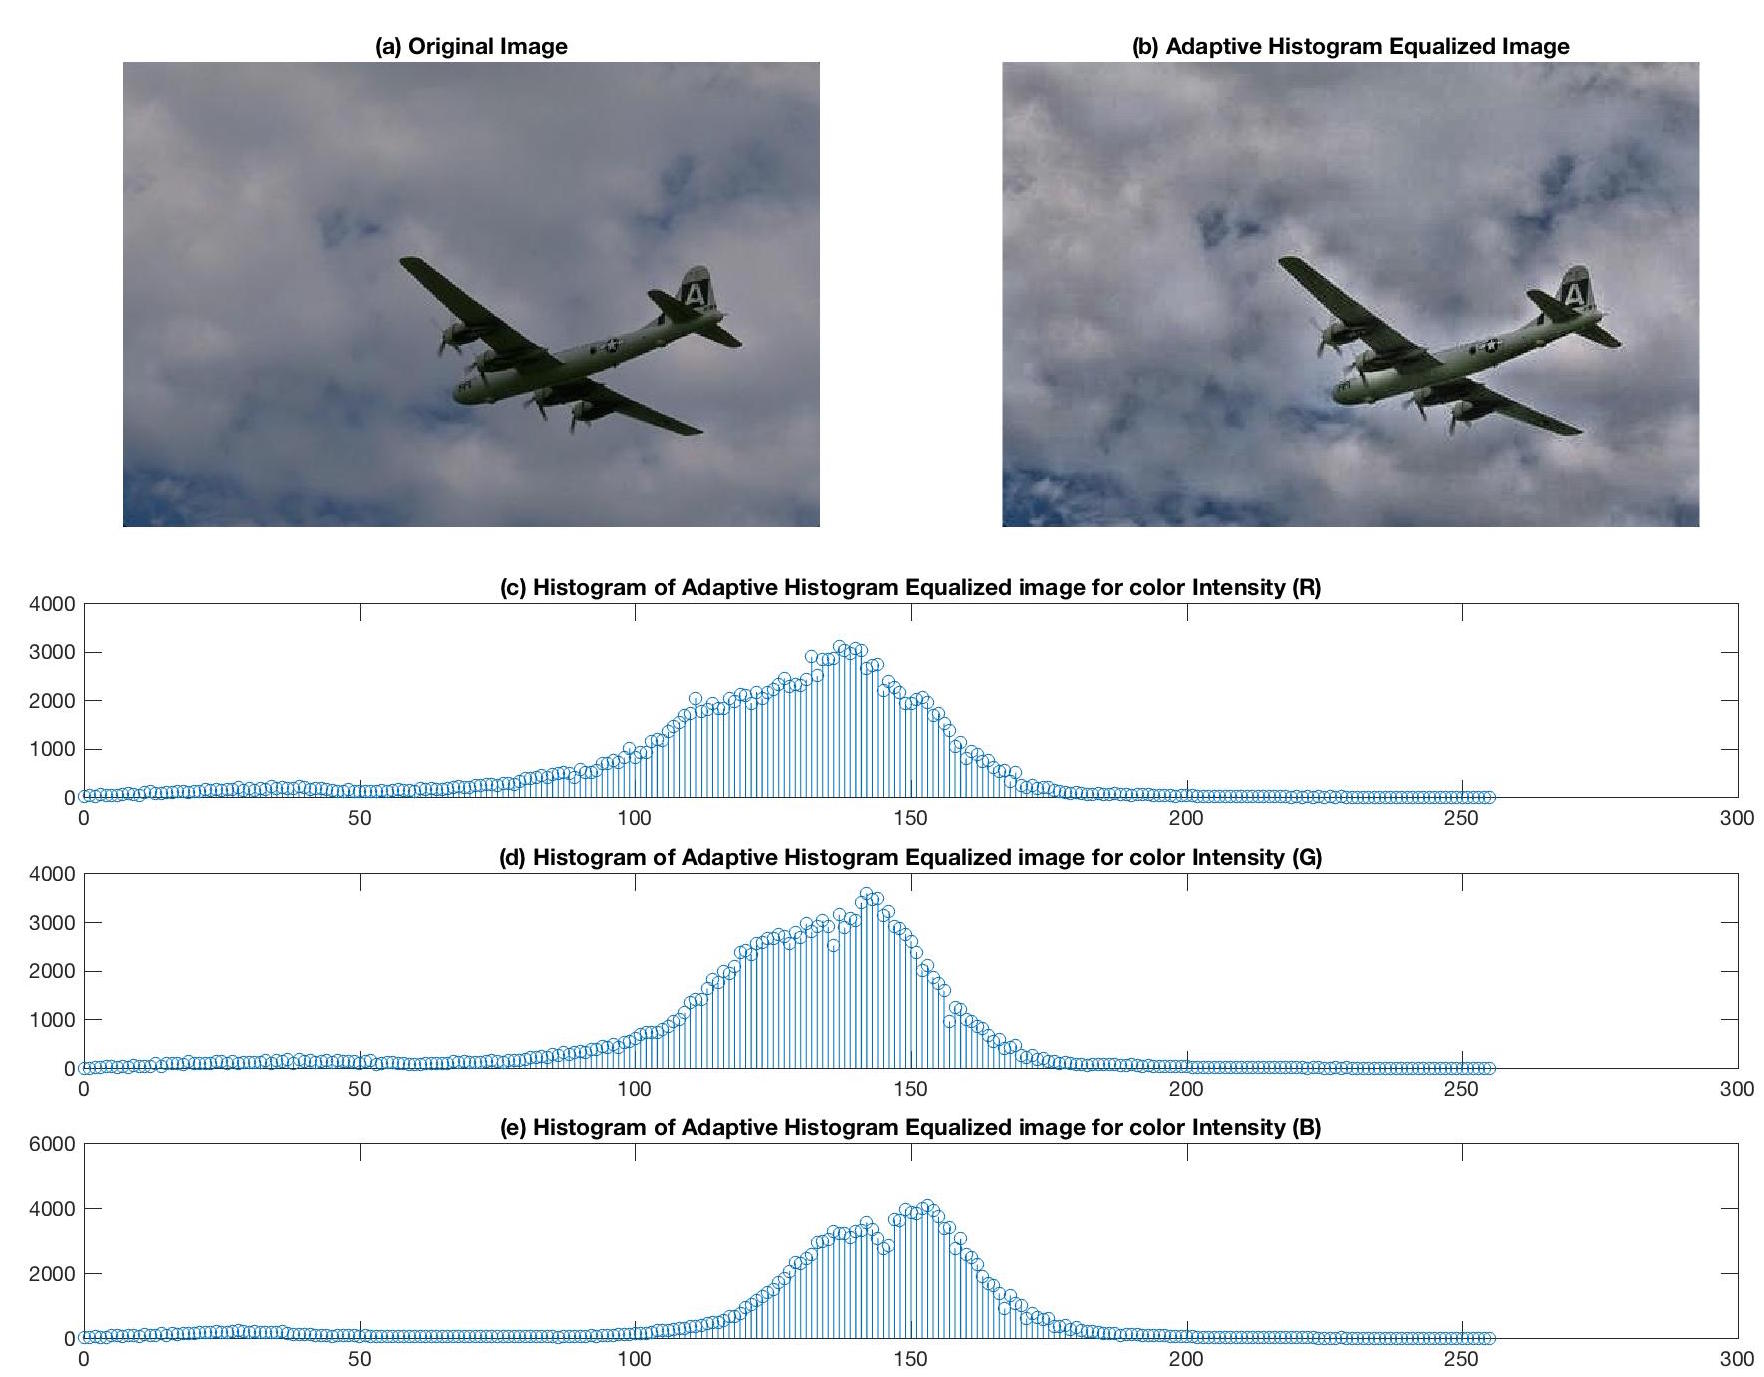 (a) Original Image
(b) Adaptive Histogram Equalized Image
A
A
(c) Histogram of Adaptive Histogram Equalized image for color Intensity (R)
4000
3000
2000
1000
0
0 50 100 150 200 250 300
(d) Histogram of Adaptive Histogram Equalized image for color Intensity (G)
4000
3000
2000
1000
0
0 50 100 150 200 250 300
(e) Histogram of Adaptive Histogram Equalized image for color Intensity (B)
6000
4000
2000
0
0 50 100 150 200 250 300